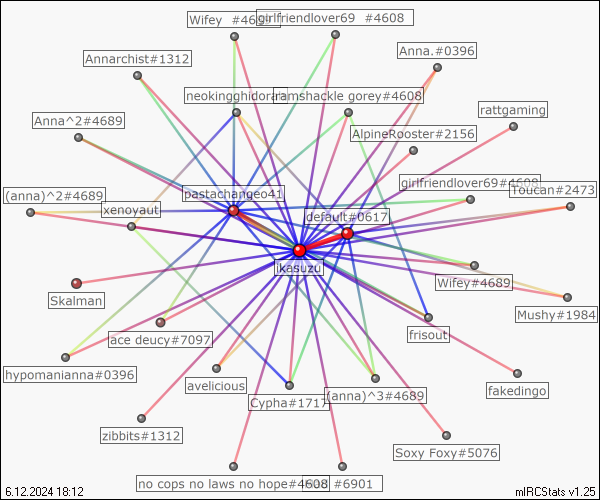 Wifey #4689
girlfriendlover69 #4608
Annarchist#1312
Anna.#0396
neokingghidorah
ramshackle gorey#4608
rattgaming
Anna^2#4689
AlpineRooster#2156
girlfriendlover69#4608
(anna)^2#4689
pastachangeo41
Toucan#2473
xenoyaut
default#0617
ikasuzu
Wifey#4689
Skalman
Mushy#1984
ace deucy#7097
frisout
hypomanianna#0396
avelicious
Cypha#1717
(anna)^3#4689
fakedingo
zibbits#1312
Soxy Foxy#5076
no cops no laws no hope#4608
#6901
6.12.2024 18:12
mIRCStats v1.25